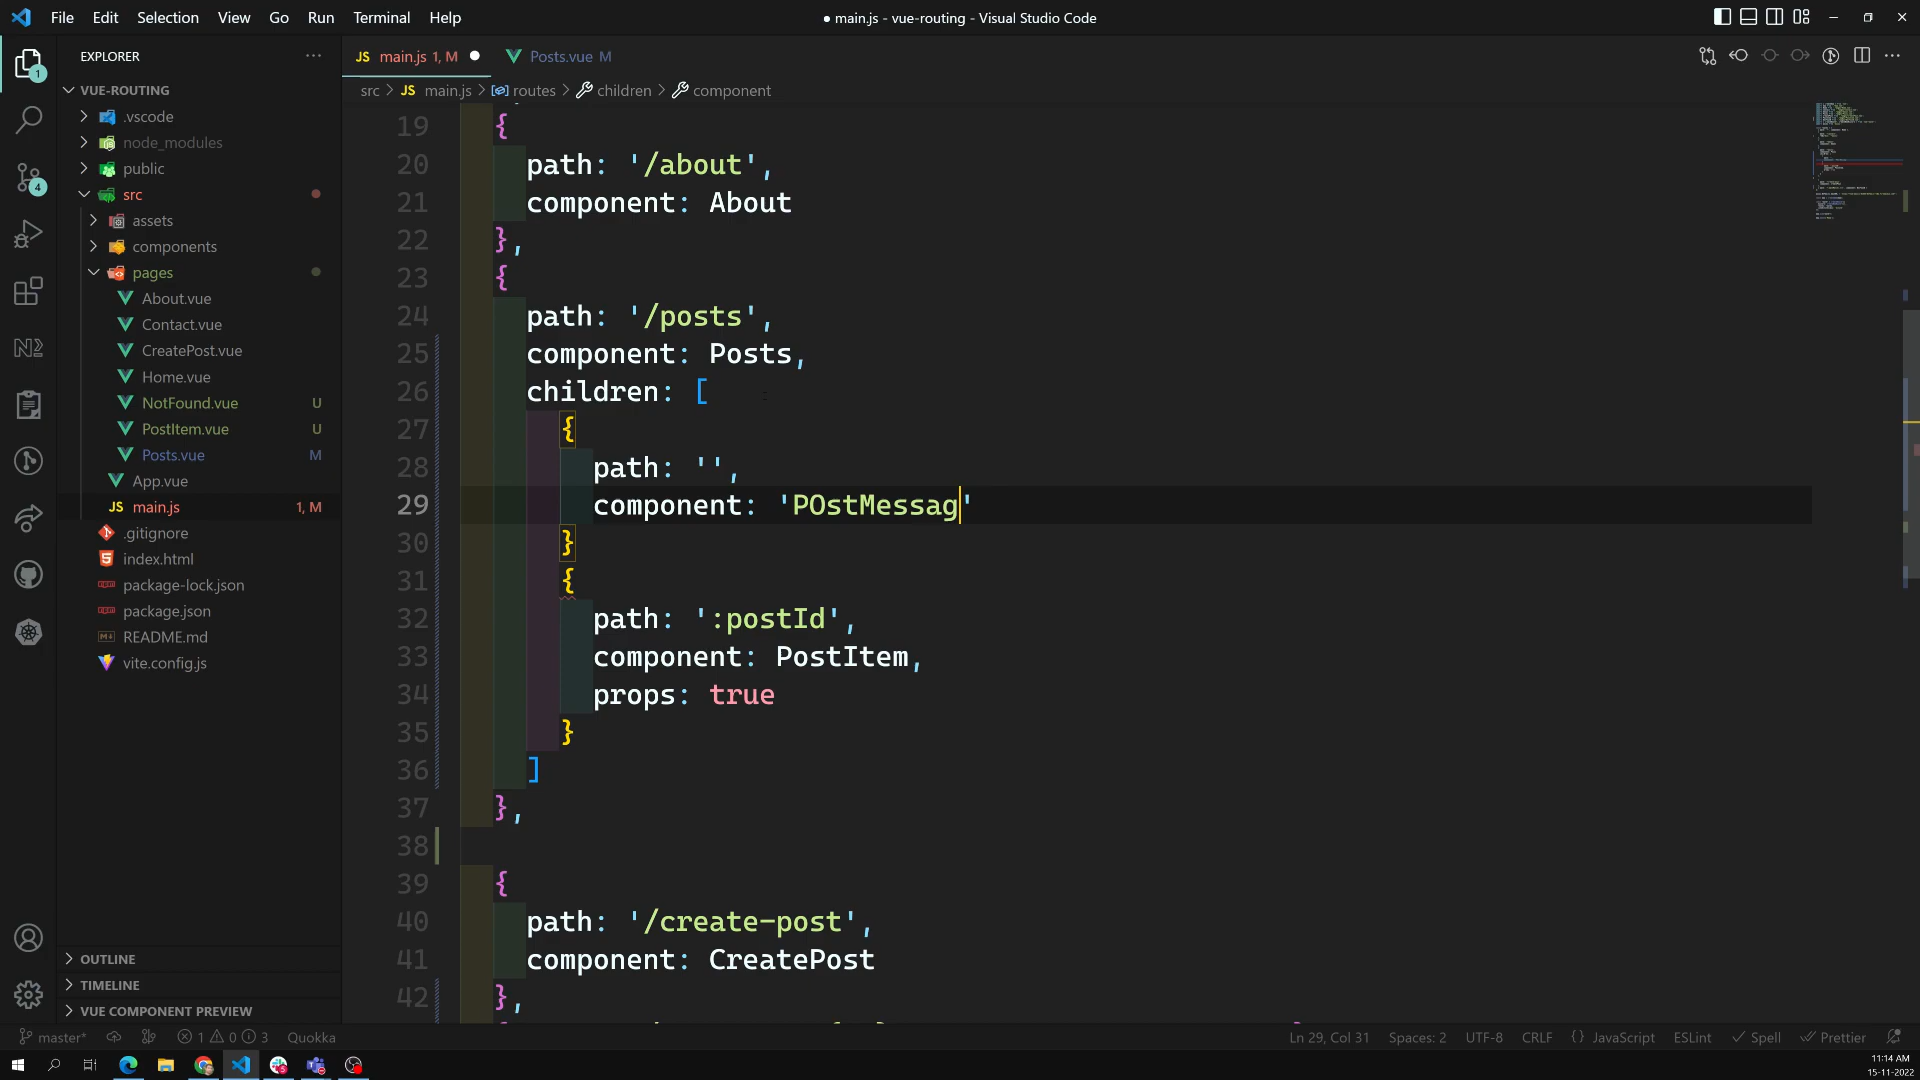 File Edit Selection View Go Run Terminal Help
● main.js - vue-routing - Visual Studio Code
EXPLORER
VUE-ROUTING
.vscode
node_modules
public
src
assets
components
pages
About.vue
Contact.vue
CreatePost.vue
Home.vue
NotFound.vue U
PostItem.vue U
Posts.vue M
App.vue
JS main.js 1, M
.gitignore
index.html
package-lock.json
package.json
README.md
vite.config.js
OUTLINE
TIMELINE
VUE COMPONENT PREVIEW
1
4
JS main.js 1, M ●
Posts.vue M
src > JS main.js > routes > children > component
19 {
20 path: '/about',
21 component: About
22 },
23 {
24 path: '/posts',
25 component: Posts,
26 children: [
27 {
28 path: '',
29 component: 'POstMessag'
30 }
31 {
32 path: ':postId',
33 component: PostItem,
34 props: true
35 }
36 ]
37 },
38
39 {
40 path: '/create-post',
41 component: CreatePost
42 },
master* 1 0 3 Quokka
Ln 29, Col 31 Spaces: 2 UTF-8 CRLF {} JavaScript ESLint Spell Prettier
11:14 AM
15-11-2022